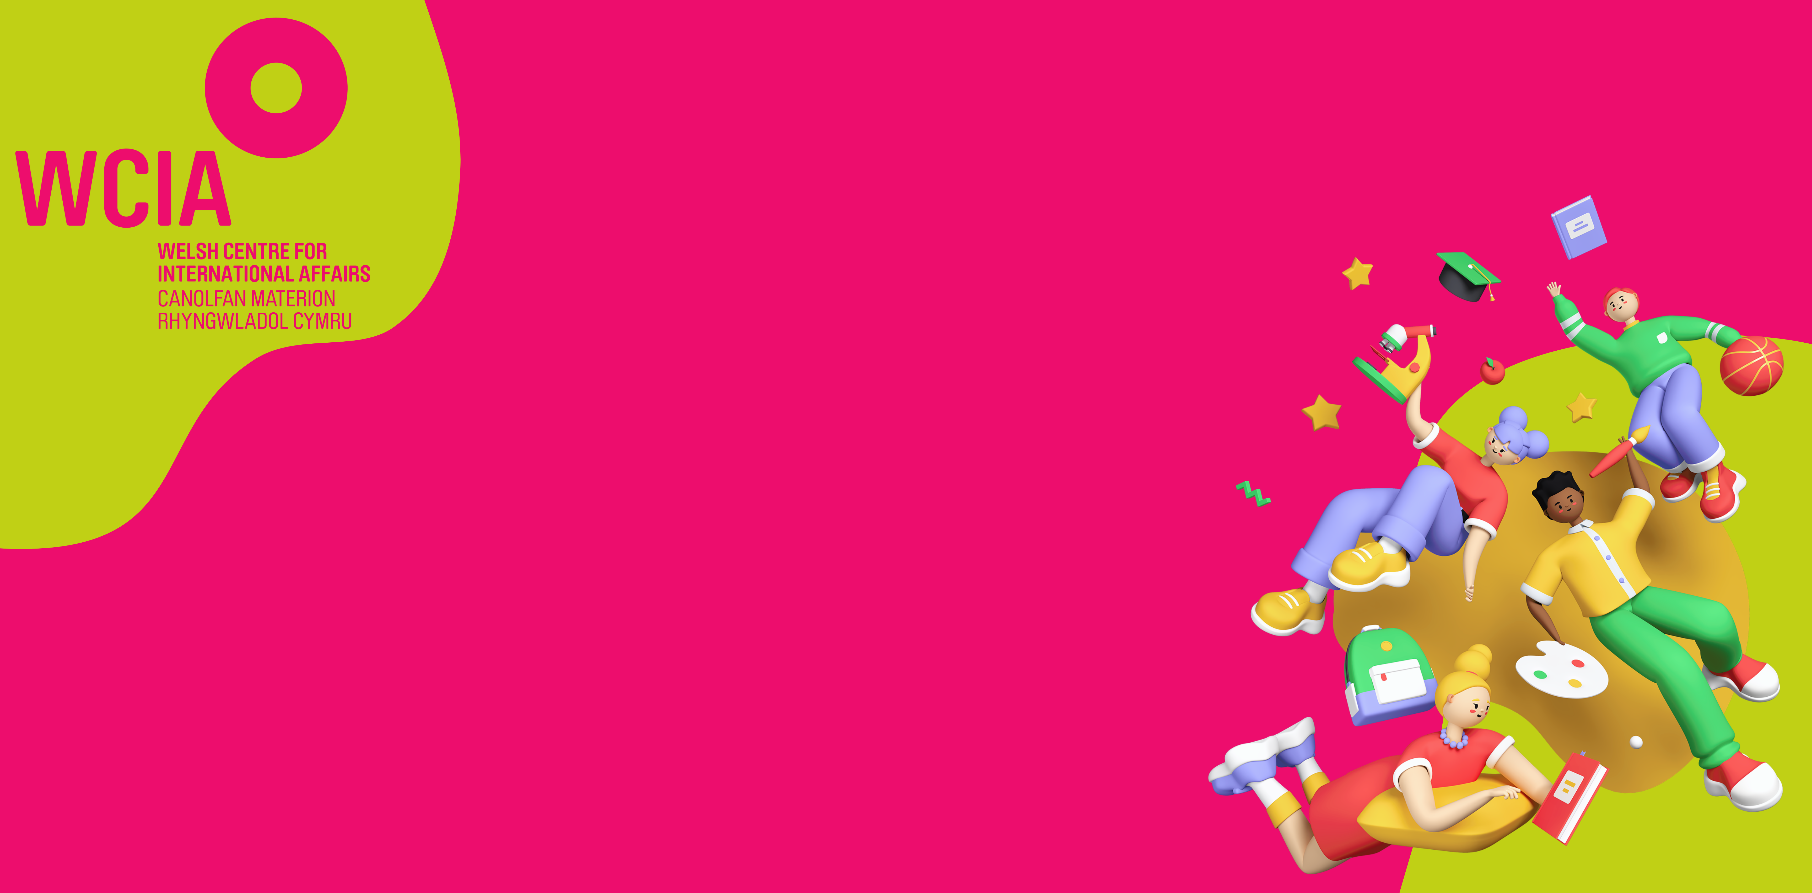 WCIA
WELSH CENTRE FOR
INTERNATIONAL AFFAIRS
CANOLFAN MATERION
RHYNGWLADOL CYMRU